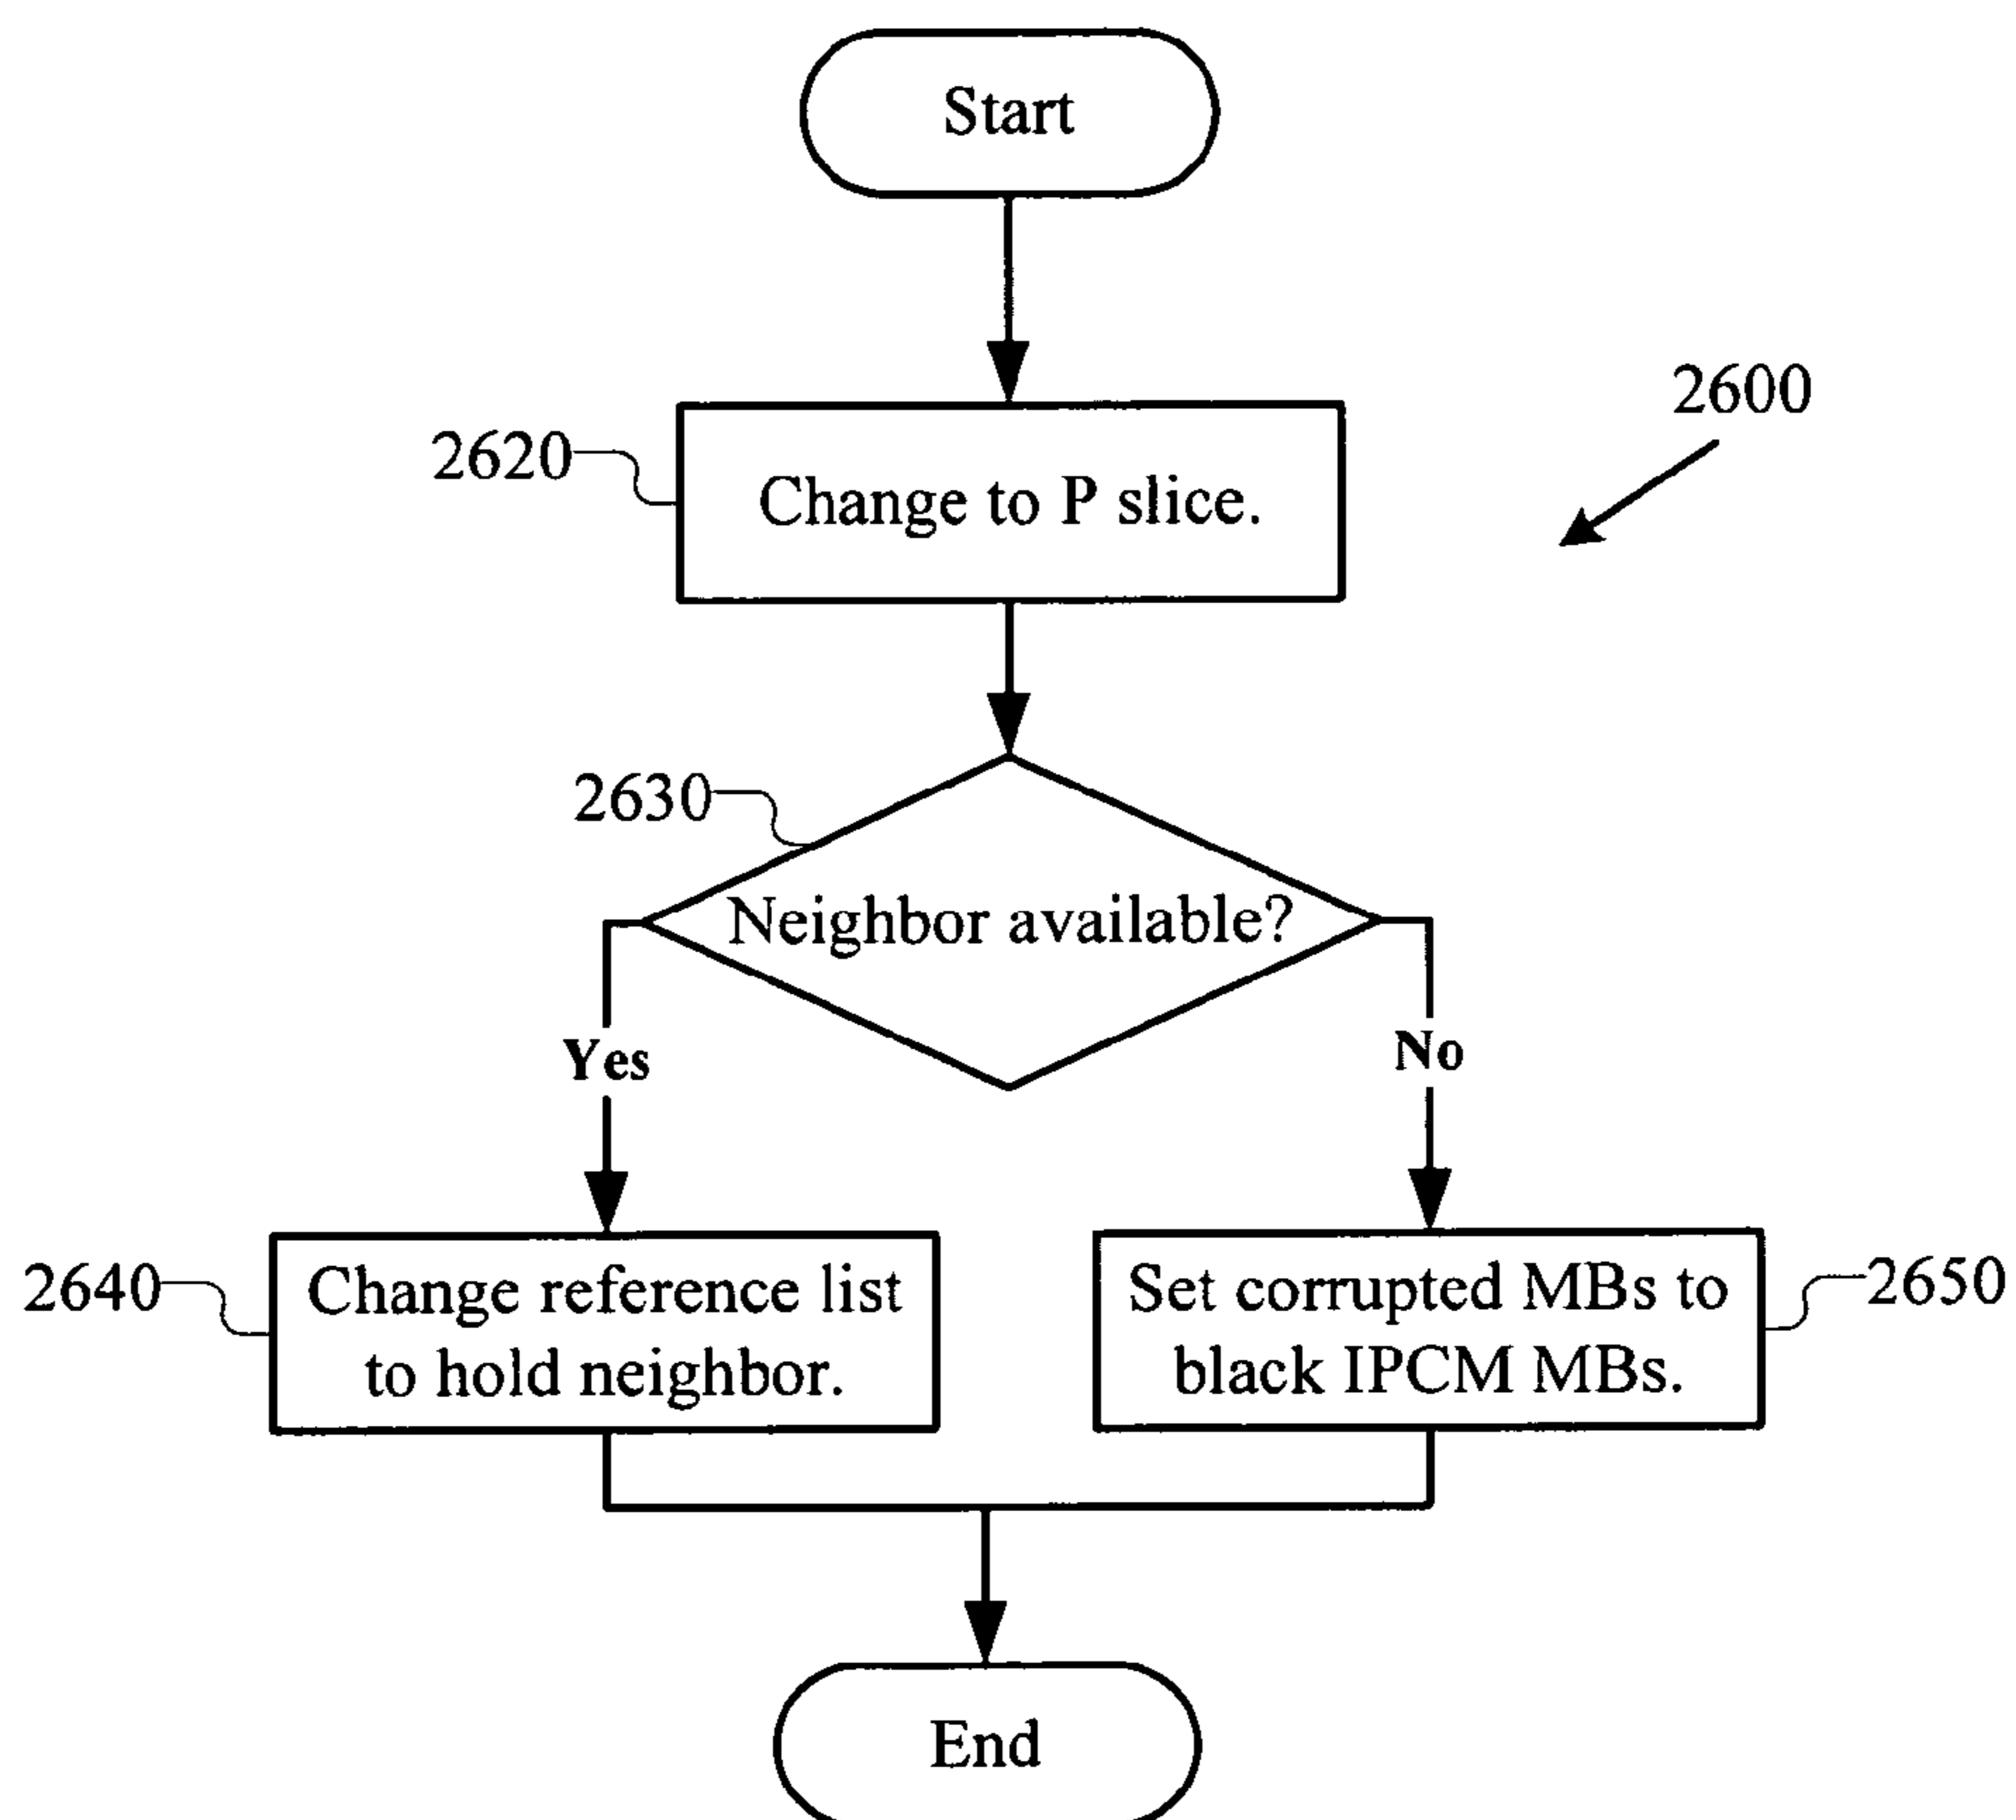 Start
2600
2620
Change to P slice.
2630
Neighbor available?
Yes
No
2640
Change reference list
to hold neighbor.
Set corrupted MBs to
black IPCM MBs.
2650
End